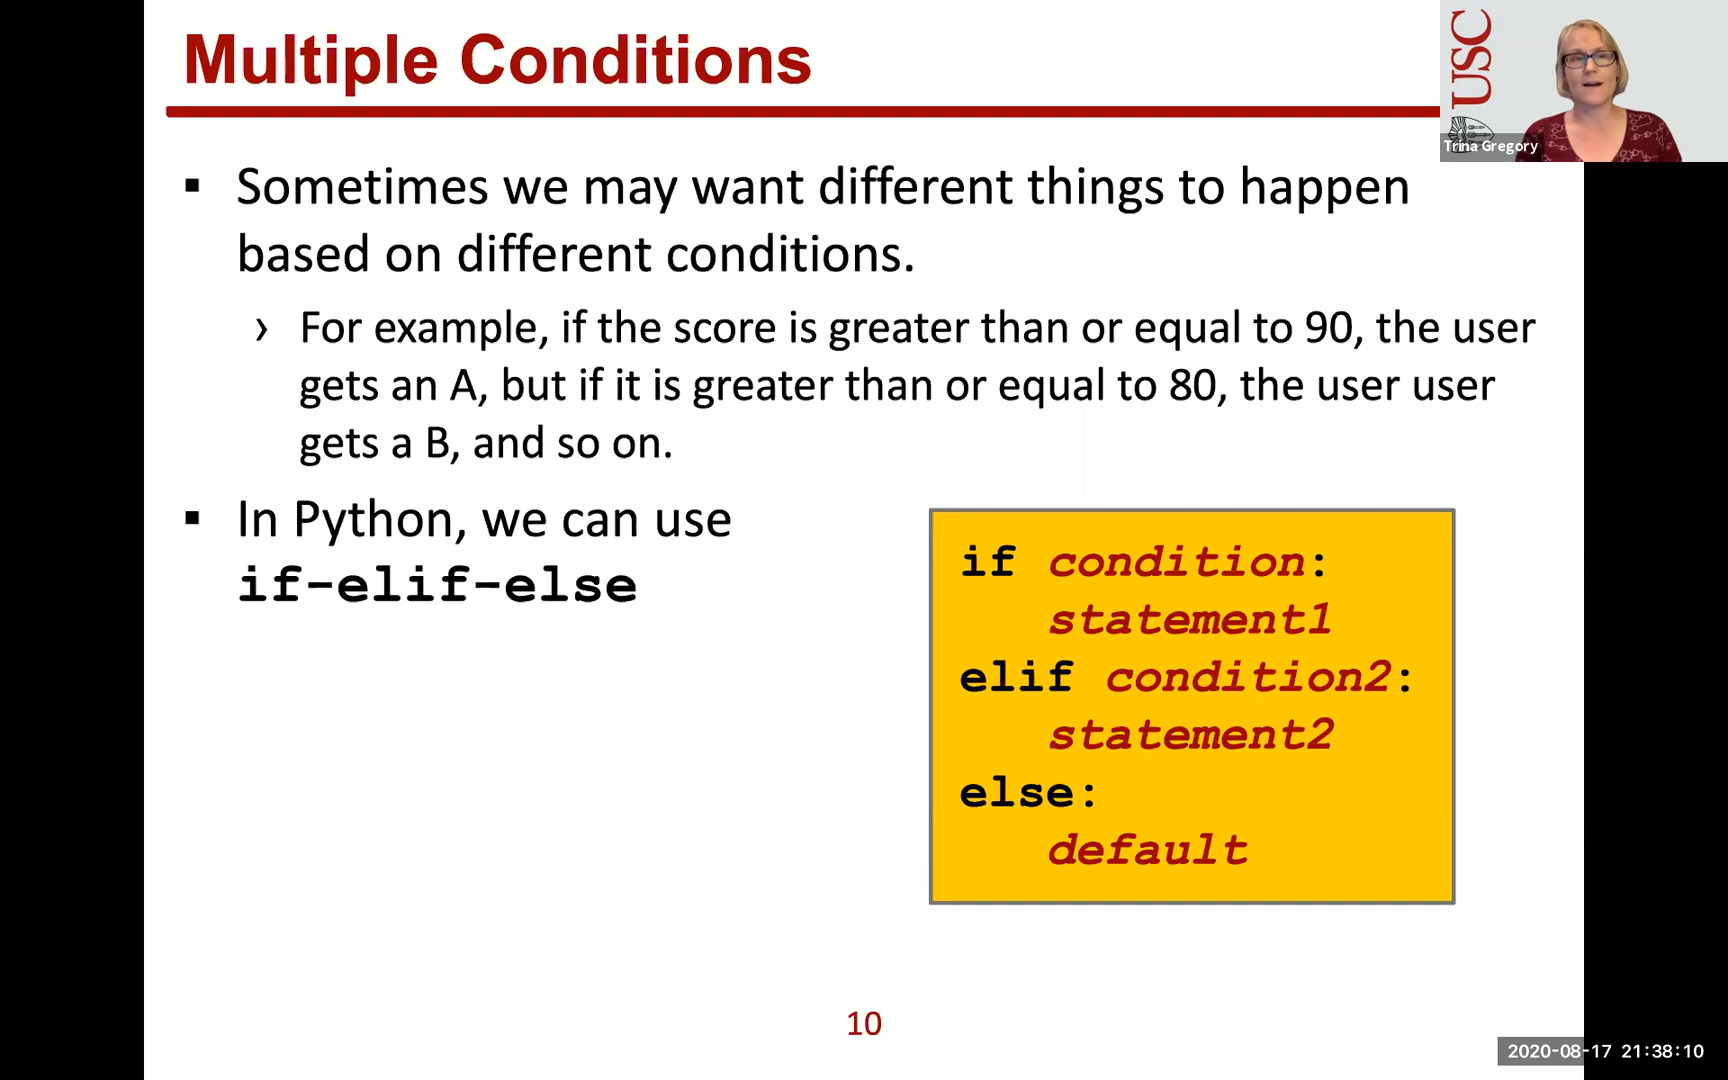 Multiple Conditions
USC
Trina Gregory
▪ Sometimes we may want different things to happen
based on different conditions.
› For example, if the score is greater than or equal to 90, the user
gets an A, but if it is greater than or equal to 80, the user user
gets a B, and so on.
▪ In Python, we can use
if-elif-else
if condition:
statement1
elif condition2:
statement2
else:
default
10
2020-08-17 21:38:10